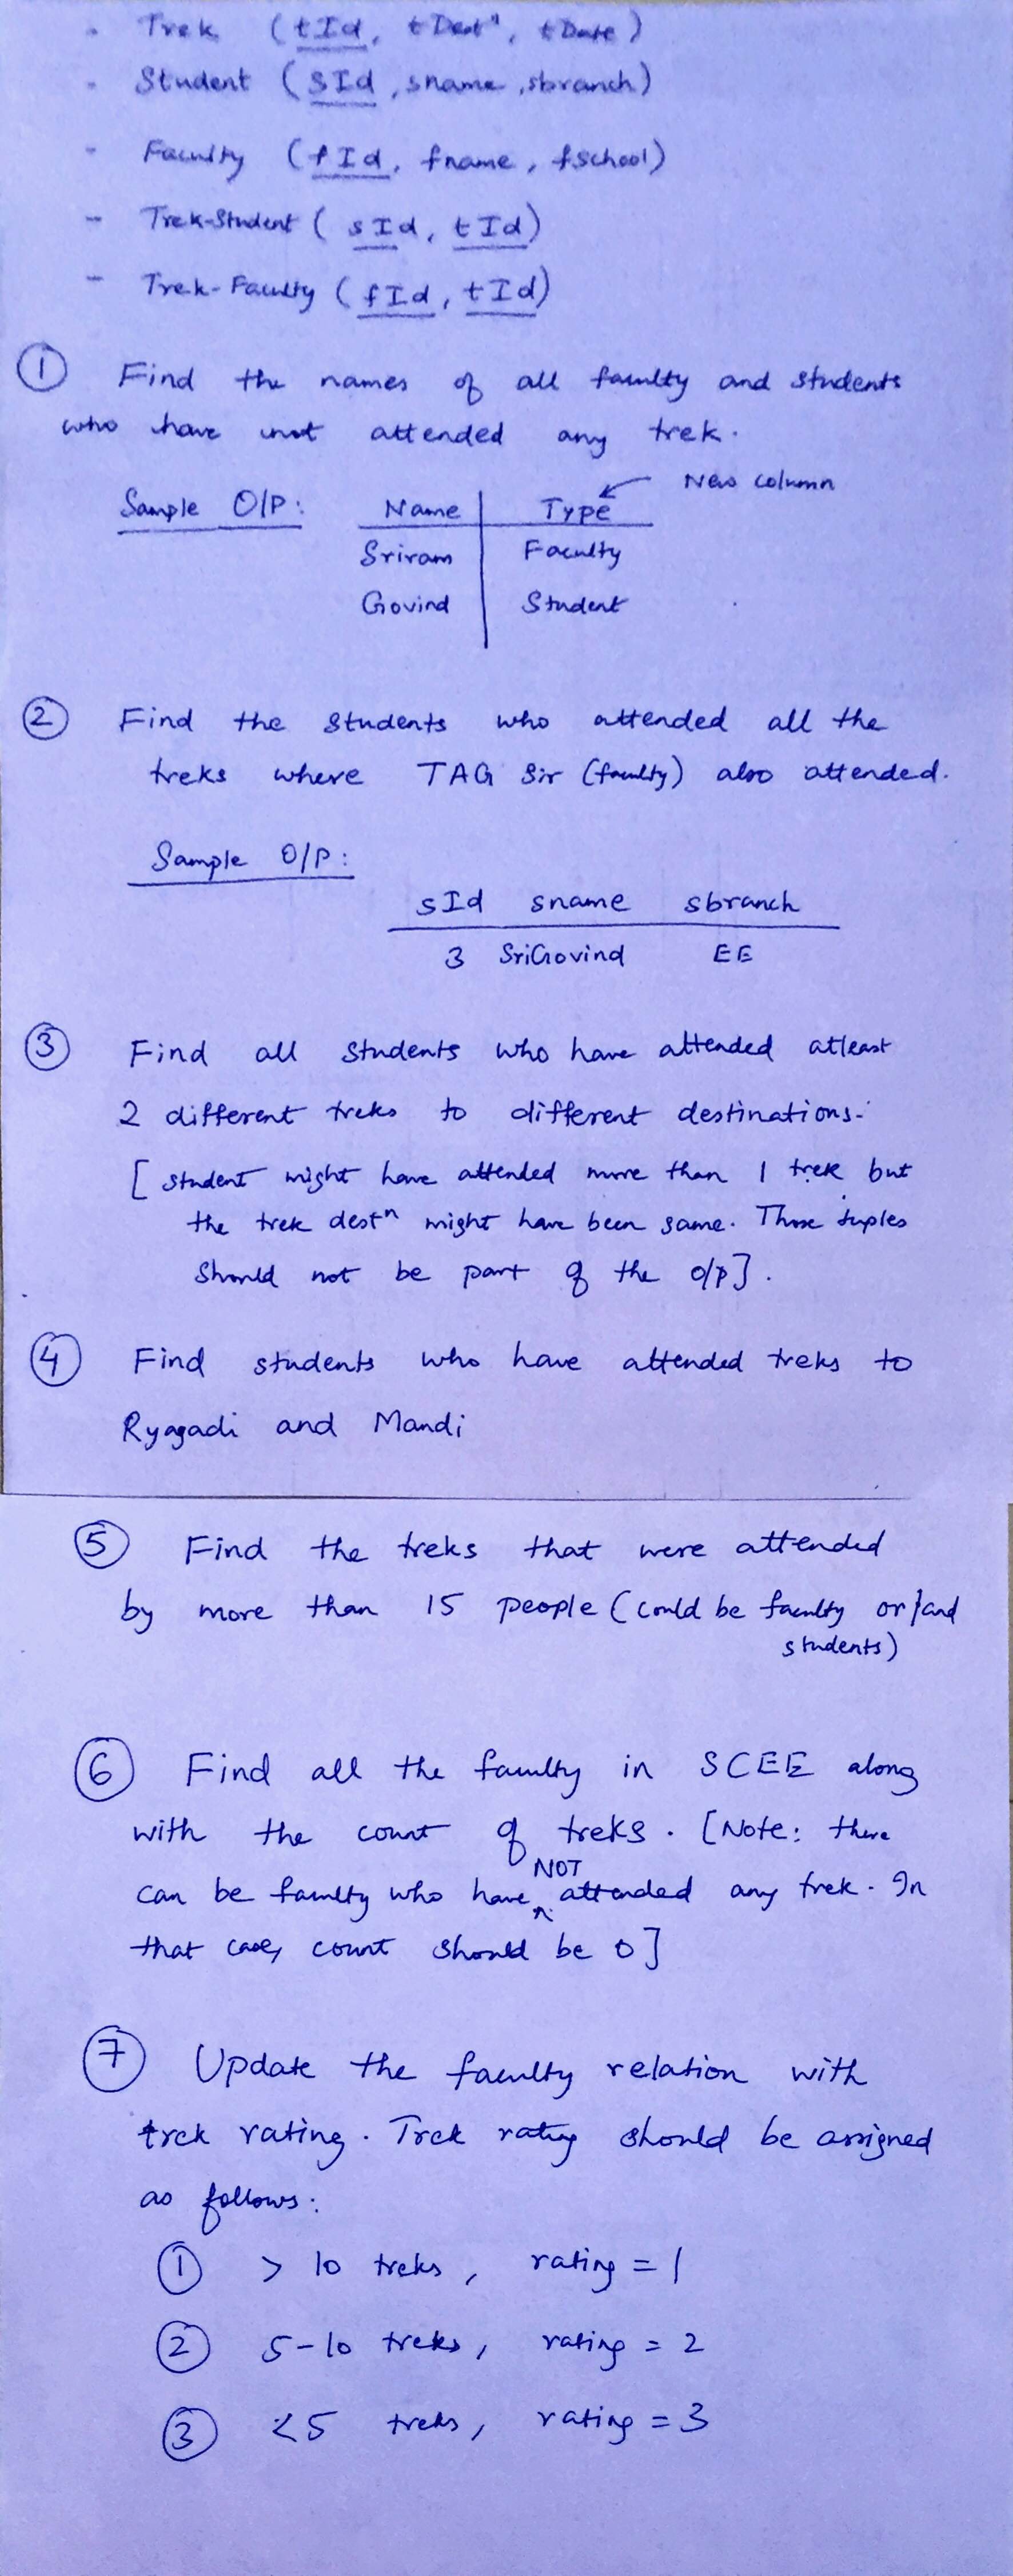 - Trek (tId, tDestⁿ, tDate)
- Student (SId, sname, sbranch)
- Faculty (fId, fname, fschool)
- Trek-Student (sId, tId)
- Trek-Faculty (fId, tId)
① Find the names of all faculty and students
who have not attended any trek.
New column
Sample O/P: Name Type
Sriram Faculty
Govind Student
② Find the students who attended all the
treks where TAG Sir (faculty) also attended.
Sample O/P:
sId sname sbranch
3 SriGovind EE
③ Find all students who have attended atleast
2 different treks to different destinations.
[student might have attended more than 1 trek but
the trek destⁿ might have been same. Those tuples
should not be part of the o/p].
④ Find students who have attended treks to
Ryagadi and Mandi
⑤ Find the treks that were attended
by more than 15 people (could be faculty or/and
students)
⑥ Find all the faculty in SCEE along
with the count of treks. [Note: there
can be faculty who have NOT attended any trek. In
that case, count should be 0]
⑦ Update the faculty relation with
trek rating. Trek rating should be assigned
as follows:
① > 10 treks, rating = 1
② 5-10 treks, rating = 2
③ <5 treks, rating = 3